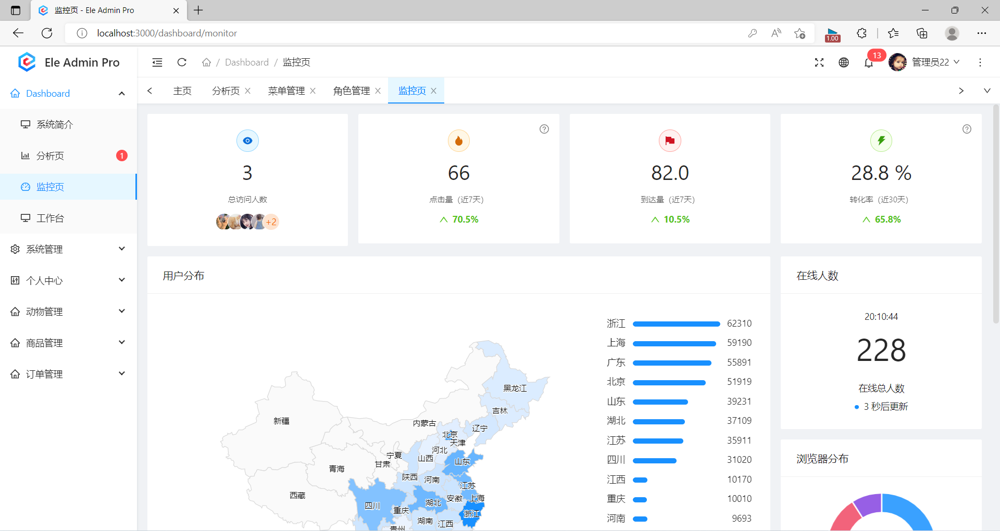 监控页 - Ele Admin Pro
localhost:3000/dashboard/monitor
1.00
Ele Admin Pro
/ Dashboard / 监控页
13
管理员22
Dashboard
系统简介
分析页
1
监控页
工作台
系统管理
个人中心
动物管理
商品管理
订单管理
主页
分析页
菜单管理
角色管理
监控页
3
总访问人数
+2
66
点击量（近7天）
70.5%
82.0
到达量（近7天）
10.5%
28.8 %
转化率（近30天）
65.8%
用户分布
黑龙江
吉林
新疆
内蒙古
辽宁
北京
天津
河北
宁夏
山西
山东
甘肃
青海
陕西
河南
江苏
西藏
安徽
上海
湖北
四川
重庆
浙江
湖南
江西
贵州
浙江 62310
上海 59190
广东 55891
北京 51919
山东 39231
湖北 37109
江苏 35911
四川 31020
江西 10170
重庆 10010
河南 9693
在线人数
20:10:44
228
在线总人数
3 秒后更新
浏览器分布